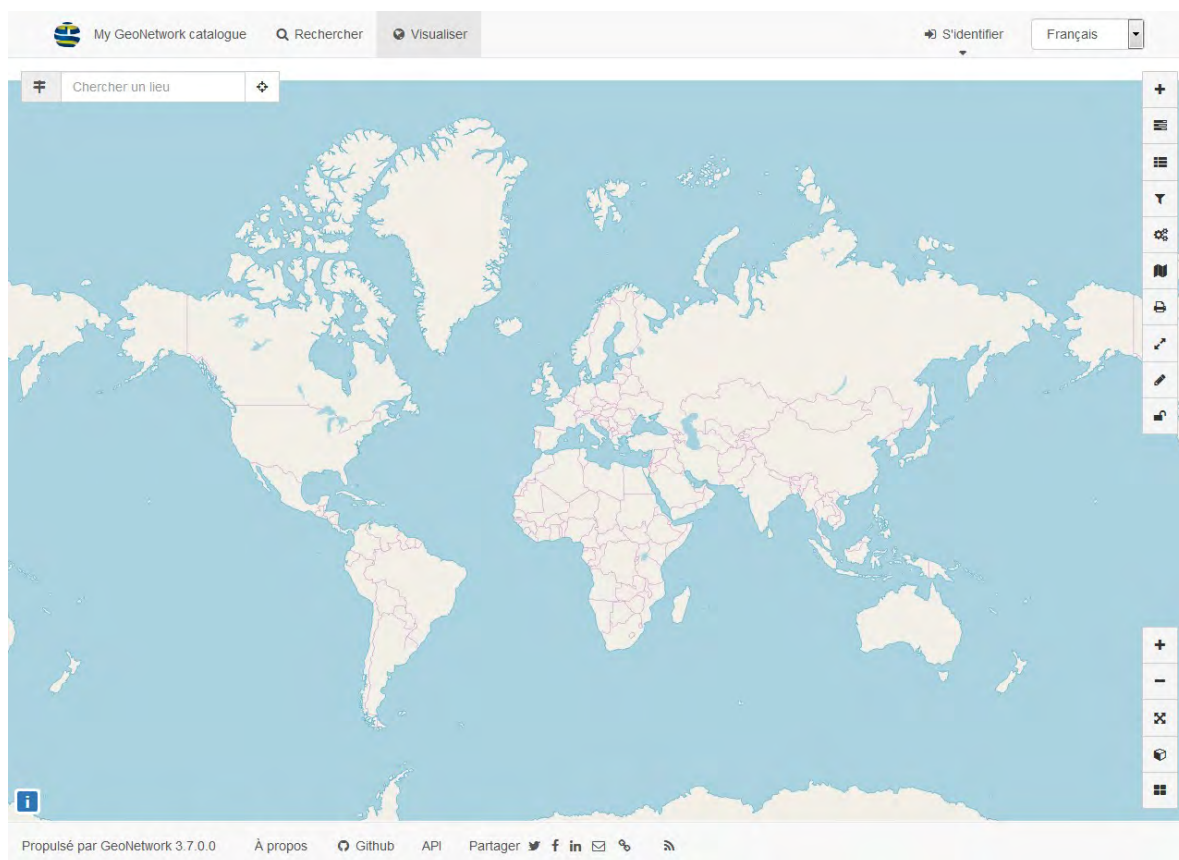 My GeoNetwork catalogue Rechercher Visualiser S'identifier Français
Chercher un lieu
i
Propulsé par GeoNetwork 3.7.0.0 À propos Github API Partager